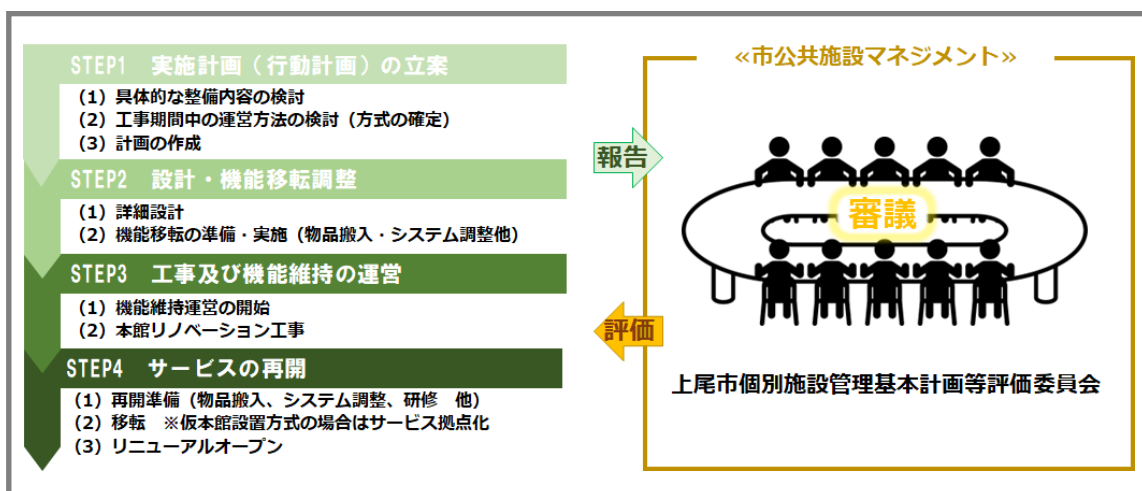 STEP1 実施計画（行動計画）の立案
（1）具体的な整備内容の検討
（2）工事期間中の運営方法の検討（方式の確定）
（3）計画の作成
STEP2 設計・機能移転調整
（1）詳細設計
（2）機能移転の準備・実施（物品搬入・システム調整他）
STEP3 工事及び機能維持の運営
（1）機能維持運営の開始
（2）本館リノベーション工事
STEP4 サービスの再開
（1）再開準備（物品搬入、システム調整、研修 他）
（2）移転 ※仮本館設置方式の場合はサービス拠点化
（3）リニューアルオープン
報告
評価
≪市公共施設マネジメント≫
審議
上尾市個別施設管理基本計画等評価委員会